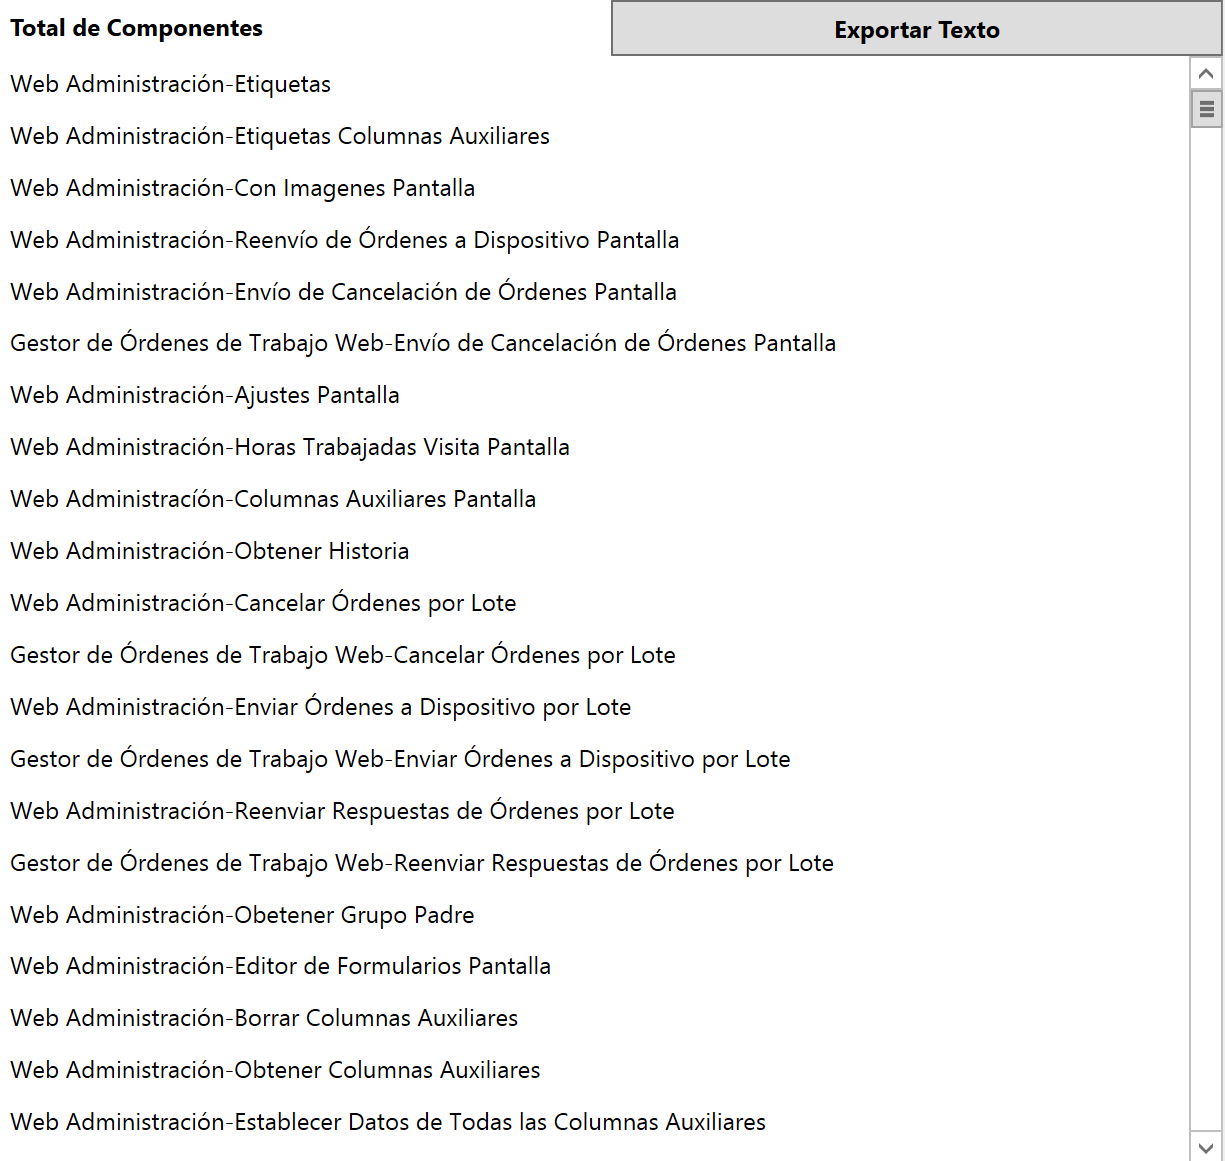 Total de Componentes
Exportar Texto
Web Administración-Etiquetas
Web Administración-Etiquetas Columnas Auxiliares
Web Administración-Con Imagenes Pantalla
Web Administración-Reenvío de Órdenes a Dispositivo Pantalla
Web Administración-Envío de Cancelación de Órdenes Pantalla
Gestor de Órdenes de Trabajo Web-Envío de Cancelación de Órdenes Pantalla
Web Administración-Ajustes Pantalla
Web Administración-Horas Trabajadas Visita Pantalla
Web Administracíón-Columnas Auxiliares Pantalla
Web Administración-Obtener Historia
Web Administración-Cancelar Órdenes por Lote
Gestor de Órdenes de Trabajo Web-Cancelar Órdenes por Lote
Web Administración-Enviar Órdenes a Dispositivo por Lote
Gestor de Órdenes de Trabajo Web-Enviar Órdenes a Dispositivo por Lote
Web Administración-Reenviar Respuestas de Órdenes por Lote
Gestor de Órdenes de Trabajo Web-Reenviar Respuestas de Órdenes por Lote
Web Administración-Obetener Grupo Padre
Web Administración-Editor de Formularios Pantalla
Web Administración-Borrar Columnas Auxiliares
Web Administración-Obtener Columnas Auxiliares
Web Administración-Establecer Datos de Todas las Columnas Auxiliares